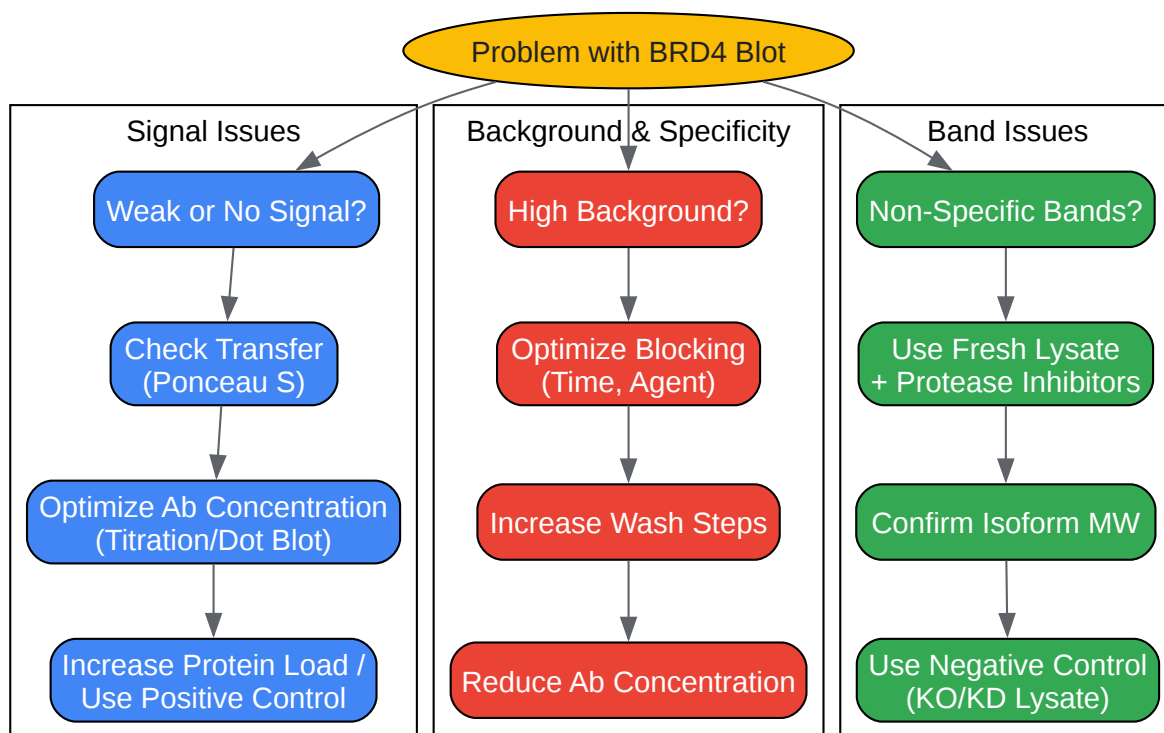 Problem with BRD4 Blot
Signal Issues
Weak or No Signal?
Check Transfer
(Ponceau S)
Optimize Ab Concentration
(Titration/Dot Blot)
Increase Protein Load /
Use Positive Control
Background & Specificity
High Background?
Optimize Blocking
(Time, Agent)
Increase Wash Steps
Reduce Ab Concentration
Band Issues
Non-Specific Bands?
Use Fresh Lysate
+ Protease Inhibitors
Confirm Isoform MW
Use Negative Control
(KO/KD Lysate)